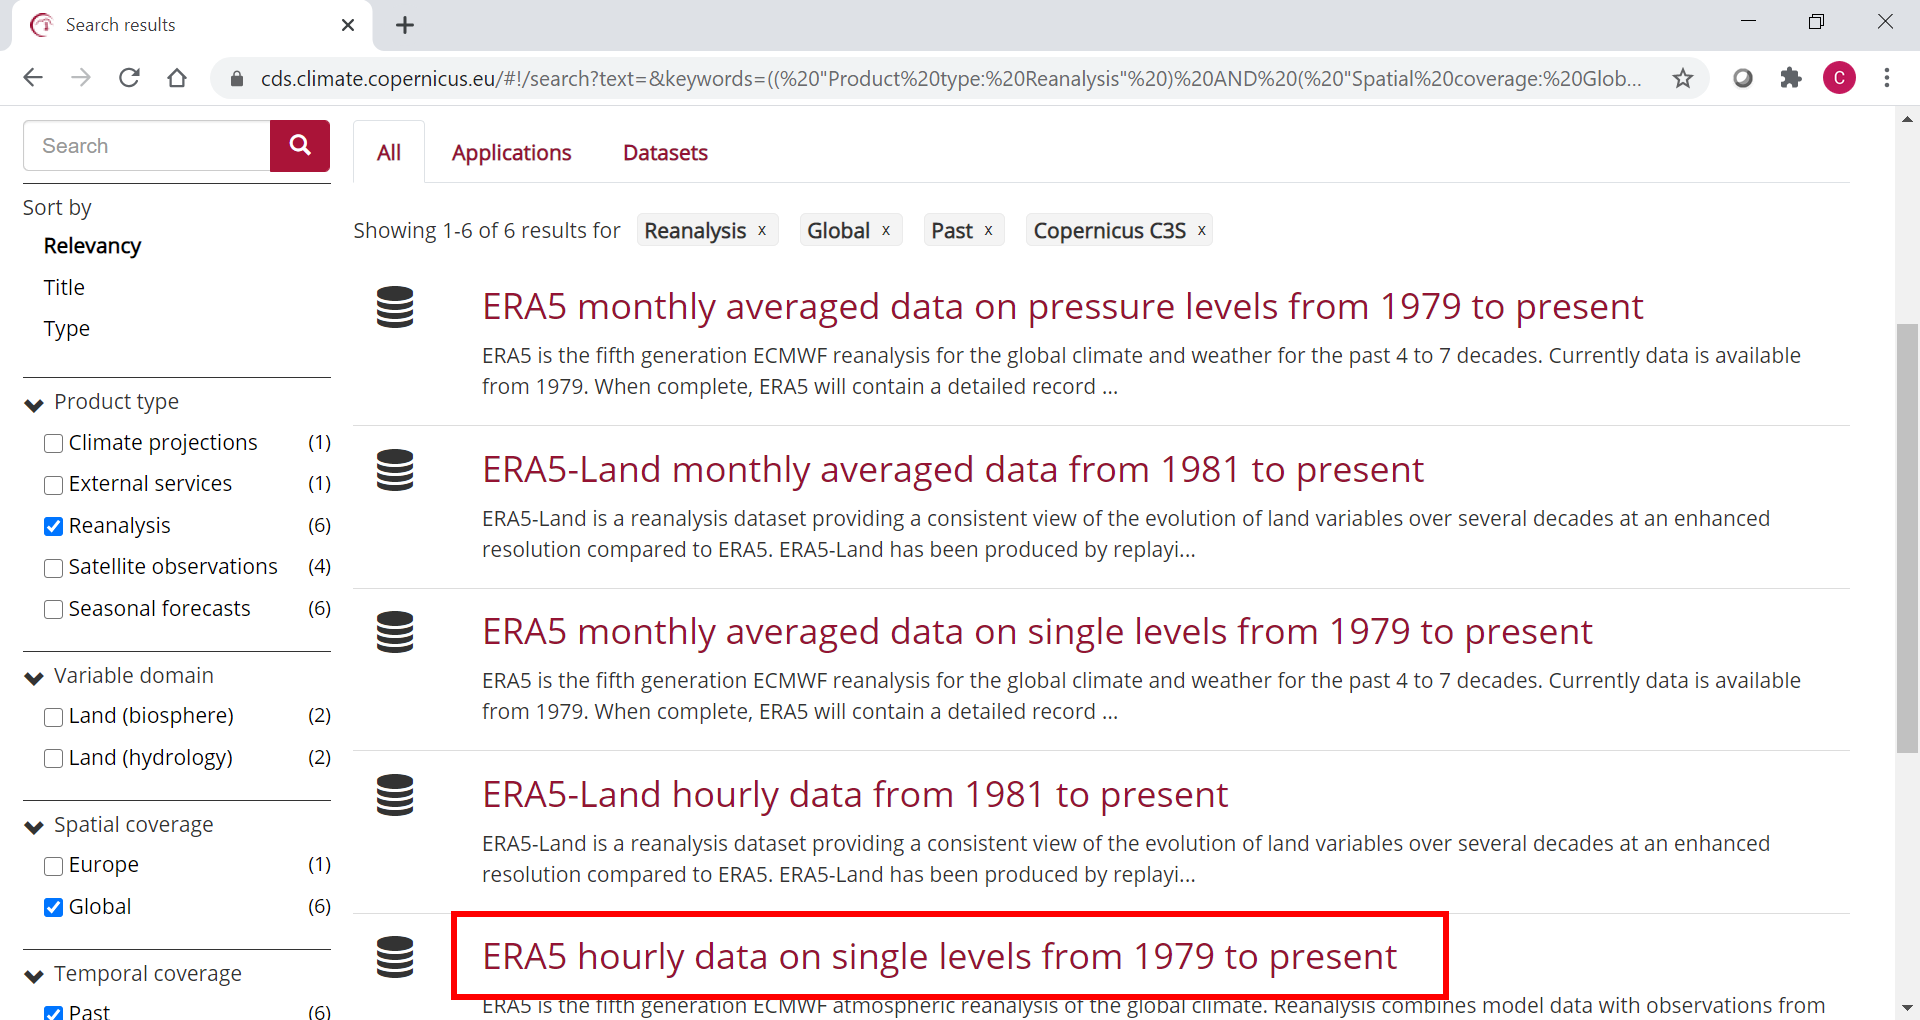 Search results
cds.climate.copernicus.eu/#!/search?text=&keywords=((%20"Product%20type:%20Reanalysis"%20)%20AND%20(%20"Spatial%20coverage:%20Glob...
C
Search
Sort by
Relevancy
Title
Type
Product type
Climate projections (1)
External services (1)
Reanalysis (6)
Satellite observations (4)
Seasonal forecasts (6)
Variable domain
Land (biosphere) (2)
Land (hydrology) (2)
Spatial coverage
Europe (1)
Global (6)
Temporal coverage
Past (6)
All Applications Datasets
Showing 1-6 of 6 results for Reanalysis x Global x Past x Copernicus C3S x
ERA5 monthly averaged data on pressure levels from 1979 to present
ERA5 is the fifth generation ECMWF reanalysis for the global climate and weather for the past 4 to 7 decades. Currently data is available
from 1979. When complete, ERA5 will contain a detailed record ...
ERA5-Land monthly averaged data from 1981 to present
ERA5-Land is a reanalysis dataset providing a consistent view of the evolution of land variables over several decades at an enhanced
resolution compared to ERA5. ERA5-Land has been produced by replayi...
ERA5 monthly averaged data on single levels from 1979 to present
ERA5 is the fifth generation ECMWF reanalysis for the global climate and weather for the past 4 to 7 decades. Currently data is available
from 1979. When complete, ERA5 will contain a detailed record ...
ERA5-Land hourly data from 1981 to present
ERA5-Land is a reanalysis dataset providing a consistent view of the evolution of land variables over several decades at an enhanced
resolution compared to ERA5. ERA5-Land has been produced by replayi...
ERA5 hourly data on single levels from 1979 to present
ERA5 is the fifth generation ECMWF atmospheric reanalysis of the global climate. Reanalysis combines model data with observations from